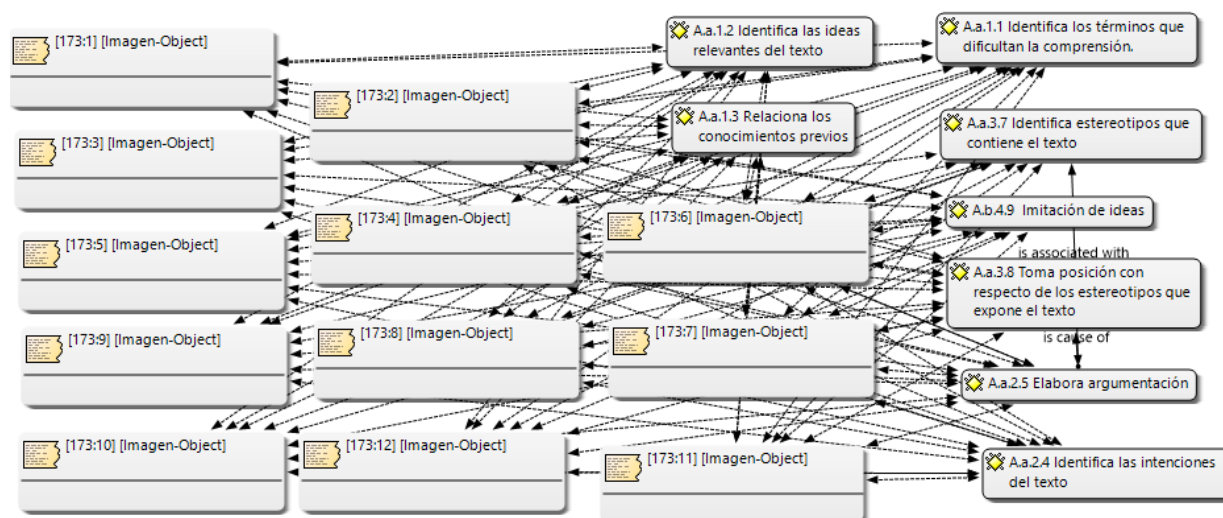 [173:1] [Imagen-Object]
A.a.1.2 Identifica las ideas
relevantes del texto
A.a.1.1 Identifica los términos que
dificultan la comprensión.
[173:2] [Imagen-Object]
A.a.1.3 Relaciona los
conocimientos previos
A.a.3.7 Identifica estereotipos que
contiene el texto
[173:3] [Imagen-Object]
[173:4] [Imagen-Object]
[173:6] [Imagen-Object]
A.b.4.9 Imitación de ideas
is associated with
[173:5] [Imagen-Object]
A.a.3.8 Toma posición con
respecto de los estereotipos que
expone el texto
[173:9] [Imagen-Object]
[173:8] [Imagen-Object]
[173:7] [Imagen-Object]
is cause of
A.a.2.5 Elabora argumentación
[173:10] [Imagen-Object]
[173:12] [Imagen-Object]
[173:11] [Imagen-Object]
A.a.2.4 Identifica las intenciones
del texto